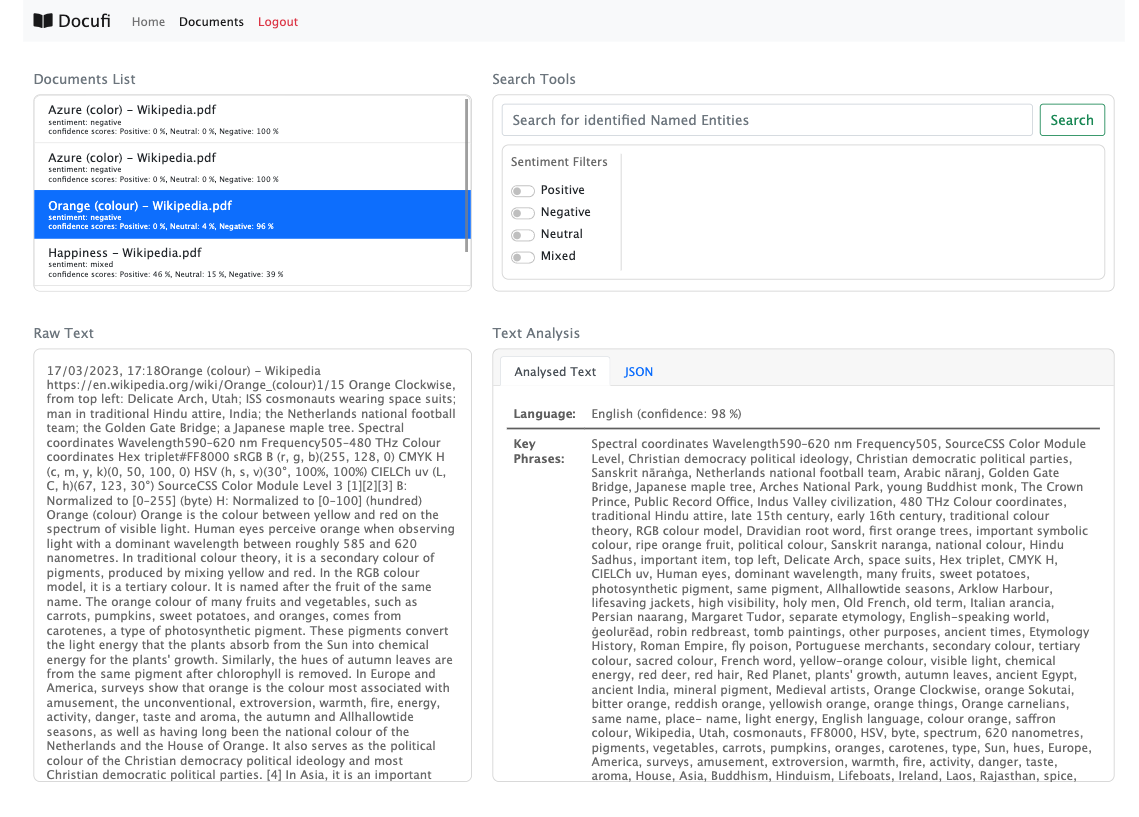 Docufi Home Documents Logout
Documents List
Azure (color) – Wikipedia.pdf
sentiment: negative
confidence scores: Positive: 0 %, Neutral: 0 %, Negative: 100 %
Azure (color) – Wikipedia.pdf
sentiment: negative
confidence scores: Positive: 0 %, Neutral: 0 %, Negative: 100 %
Orange (colour) – Wikipedia.pdf
sentiment: negative
confidence scores: Positive: 0 %, Neutral: 4 %, Negative: 96 %
Happiness – Wikipedia.pdf
sentiment: mixed
confidence scores: Positive: 46 %, Neutral: 15 %, Negative: 39 %
Search Tools
Search for identified Named Entities
Search
Sentiment Filters
Positive
Negative
Neutral
Mixed
Raw Text
17/03/2023, 17:18Orange (colour) – Wikipedia
https://en.wikipedia.org/wiki/Orange_(colour)1/15 Orange Clockwise,
from top left: Delicate Arch, Utah; ISS cosmonauts wearing space suits;
man in traditional Hindu attire, India; the Netherlands national football
team; the Golden Gate Bridge; a Japanese maple tree. Spectral
coordinates Wavelength590–620 nm Frequency505–480 THz Colour
coordinates Hex triplet#FF8000 sRGB B (r, g, b)(255, 128, 0) CMYK H
(c, m, y, k)(0, 50, 100, 0) HSV (h, s, v)(30°, 100%, 100%) CIELCh uv (L,
C, h)(67, 123, 30°) SourceCSS Color Module Level 3 [1][2][3] B:
Normalized to [0–255] (byte) H: Normalized to [0–100] (hundred)
Orange (colour) Orange is the colour between yellow and red on the
spectrum of visible light. Human eyes perceive orange when observing
light with a dominant wavelength between roughly 585 and 620
nanometres. In traditional colour theory, it is a secondary colour of
pigments, produced by mixing yellow and red. In the RGB colour
model, it is a tertiary colour. It is named after the fruit of the same
name. The orange colour of many fruits and vegetables, such as
carrots, pumpkins, sweet potatoes, and oranges, comes from
carotenes, a type of photosynthetic pigment. These pigments convert
the light energy that the plants absorb from the Sun into chemical
energy for the plants' growth. Similarly, the hues of autumn leaves are
from the same pigment after chlorophyll is removed. In Europe and
America, surveys show that orange is the colour most associated with
amusement, the unconventional, extroversion, warmth, fire, energy,
activity, danger, taste and aroma, the autumn and Allhallowtide
seasons, as well as having long been the national colour of the
Netherlands and the House of Orange. It also serves as the political
colour of the Christian democracy political ideology and most
Christian democratic political parties. [4] In Asia, it is an important
Text Analysis
Analysed Text JSON
Language: English (confidence: 98 %)
Key Phrases:
Spectral coordinates Wavelength590–620 nm Frequency505, SourceCSS Color Module
Level, Christian democracy political ideology, Christian democratic political parties,
Sanskrit nāraṅga, Netherlands national football team, Arabic nāranj, Golden Gate
Bridge, Japanese maple tree, Arches National Park, young Buddhist monk, The Crown
Prince, Public Record Office, Indus Valley civilization, 480 THz Colour coordinates,
traditional Hindu attire, late 15th century, early 16th century, traditional colour
theory, RGB colour model, Dravidian root word, first orange trees, important symbolic
colour, ripe orange fruit, political colour, Sanskrit naranga, national colour, Hindu
Sadhus, important item, top left, Delicate Arch, space suits, Hex triplet, CMYK H,
CIELCh uv, Human eyes, dominant wavelength, many fruits, sweet potatoes,
photosynthetic pigment, same pigment, Allhallowtide seasons, Arklow Harbour,
lifesaving jackets, high visibility, holy men, Old French, old term, Italian arancia,
Persian naarang, Margaret Tudor, separate etymology, English-speaking world,
ġeolurēad, robin redbreast, tomb paintings, other purposes, ancient times, Etymology
History, Roman Empire, fly poison, Portuguese merchants, secondary colour, tertiary
colour, sacred colour, French word, yellow-orange colour, visible light, chemical
energy, red deer, red hair, Red Planet, plants' growth, autumn leaves, ancient Egypt,
ancient India, mineral pigment, Medieval artists, Orange Clockwise, orange Sokutai,
bitter orange, reddish orange, yellowish orange, orange things, Orange carnelians,
same name, place- name, light energy, English language, colour orange, saffron
colour, Wikipedia, Utah, cosmonauts, FF8000, HSV, byte, spectrum, 620 nanometres,
pigments, vegetables, carrots, pumpkins, oranges, carotenes, type, Sun, hues, Europe,
America, surveys, amusement, extroversion, warmth, fire, activity, danger, taste,
aroma, House, Asia, Buddhism, Hinduism, Lifeboats, Ireland, Laos, Rajasthan, spice,